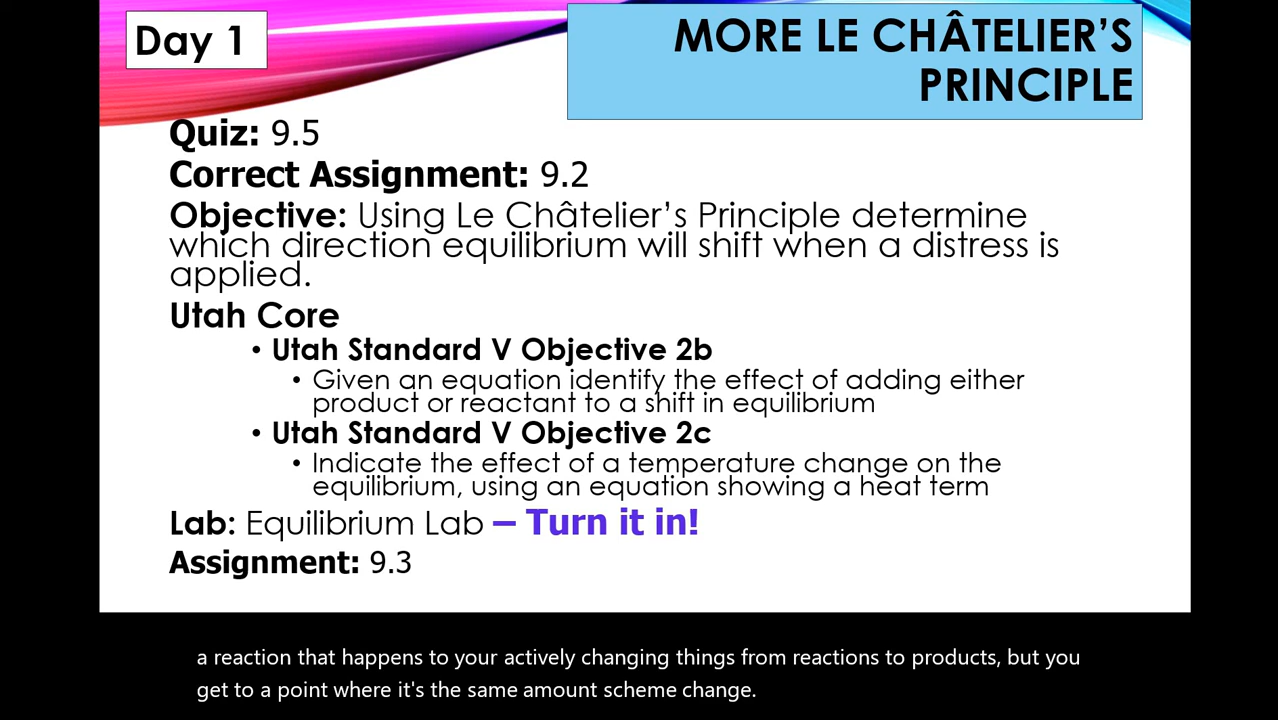 Day 1
MORE LE CHÂTELIER'S
PRINCIPLE
Quiz: 9.5
Correct Assignment: 9.2
Objective: Using Le Châtelier's Principle determine
which direction equilibrium will shift when a distress is
applied.
Utah Core
• Utah Standard V Objective 2b
• Given an equation identify the effect of adding either
product or reactant to a shift in equilibrium
• Utah Standard V Objective 2c
• Indicate the effect of a temperature change on the
equilibrium, using an equation showing a heat term
Lab: Equilibrium Lab – Turn it in!
Assignment: 9.3
a reaction that happens to your actively changing things from reactions to products, but you
get to a point where it's the same amount scheme change.